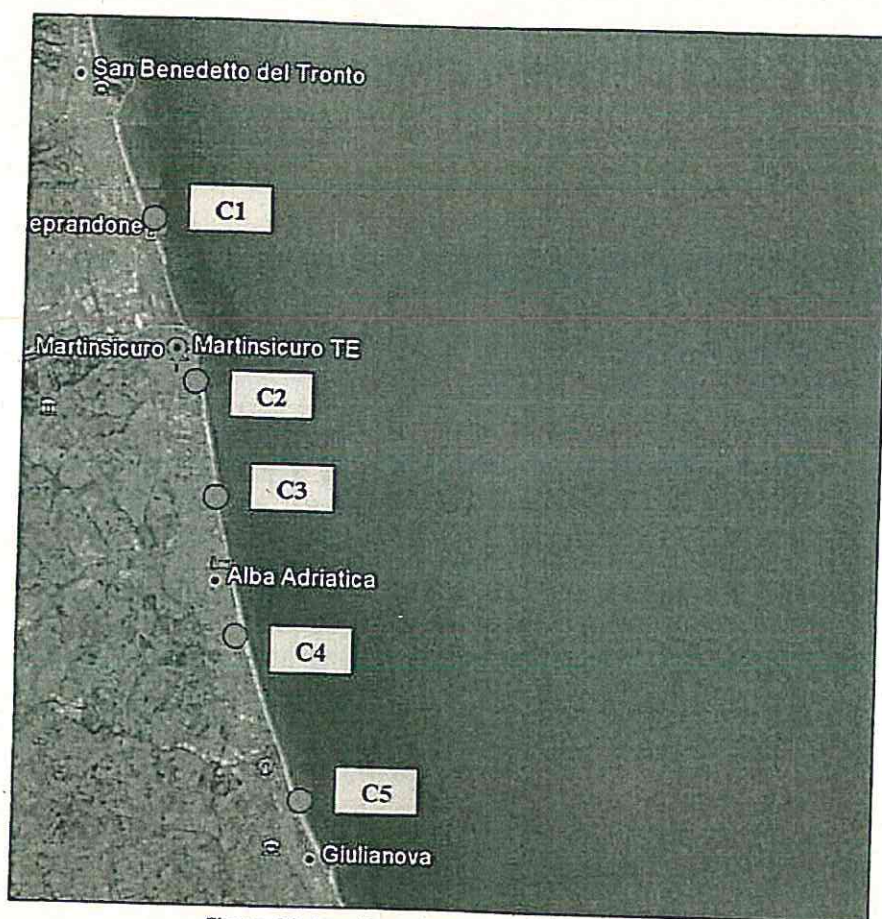 San Benedetto del Tronto
C1
eprandone
Martinsicuro
Martinsicuro TE
C2
C3
Alba Adriatica
C4
C5
Giulianova